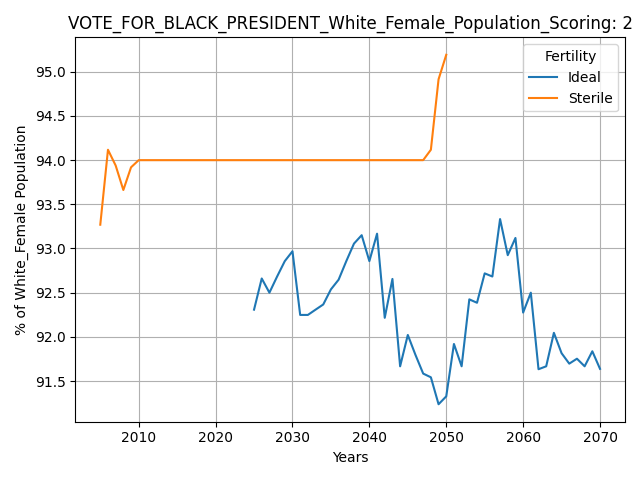 VOTE_FOR_BLACK_PRESIDENT_White_Female_Population_Scoring: 2
Fertility
Ideal
Sterile
% of White_Female Population
95.0
94.5
94.0
93.5
93.0
92.5
92.0
91.5
2010 2020 2030 2040 2050 2060 2070
Years